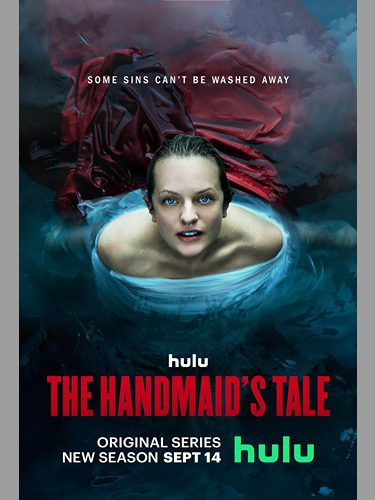 SOME SINS CAN'T BE WASHED AWAY
hulu
THE HANDMAID'S TALE
ORIGINAL SERIES
NEW SEASON SEPT 14
hulu